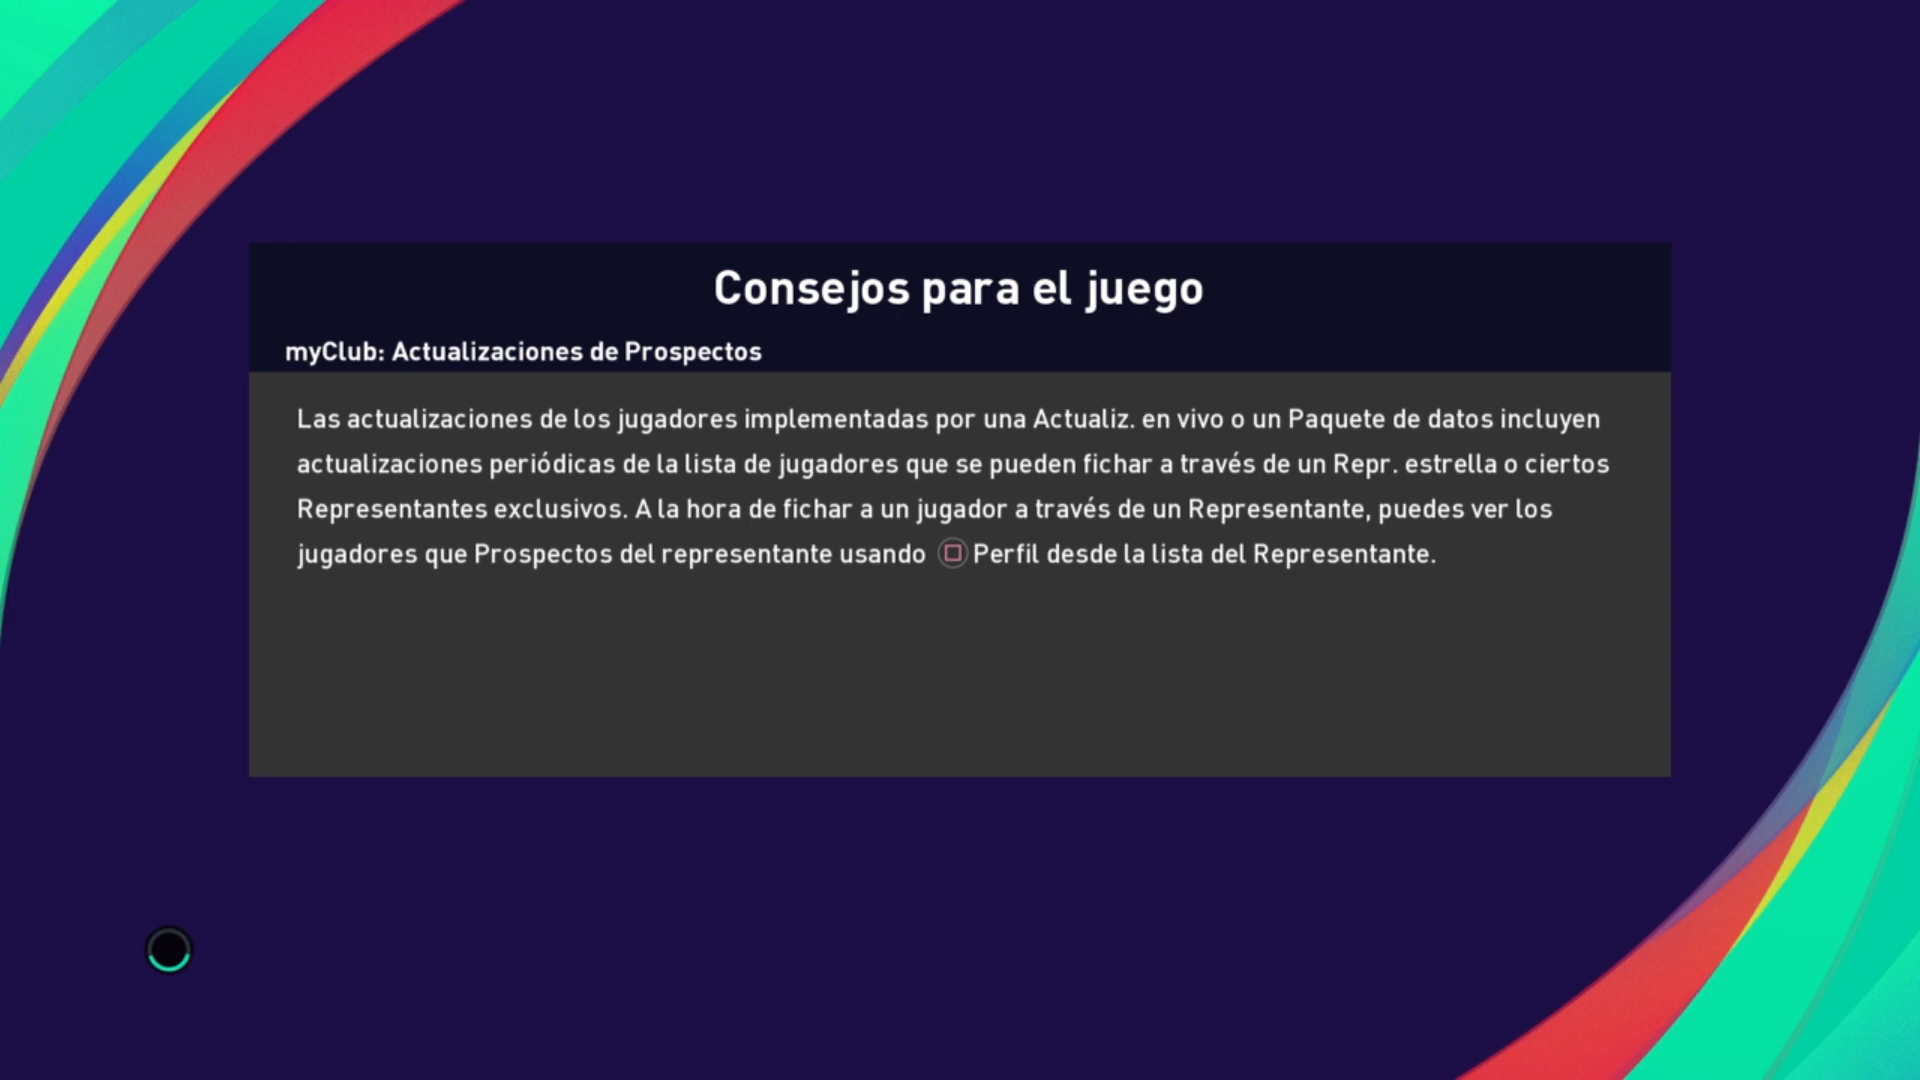 Consejos para el juego
myClub: Actualizaciones de Prospectos
Las actualizaciones de los jugadores implementadas por una Actualiz. en vivo o un Paquete de datos incluyen
actualizaciones periódicas de la lista de jugadores que se pueden fichar a través de un Repr. estrella o ciertos
Representantes exclusivos. A la hora de fichar a un jugador a través de un Representante, puedes ver los
jugadores que Prospectos del representante usando Perfil desde la lista del Representante.